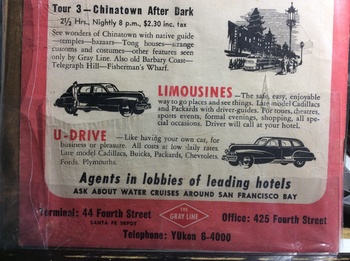 Tour 3 — Chinatown After Dark
2½ Hrs. Nightly 8 p.m., $2.30 inc. tax
See wonders of Chinatown with native guide
—temples—bazaars— Tong houses—strange
customs and costumes—other features seen
only by Gray Line. Also old Barbary Coast—
Telegraph Hill—Fisherman's Wharf.
LIMOUSINES —The safe, easy, enjoyable
way to places and see things. Late model Cadillacs
and Packards with driver-guides. For tours, theatres,
sports events, formal evenings, shopping, all spe-
cial occasions. Driver will call at your hotel.
U-DRIVE —Like having your own car, for
business or pleasure. All costs at low daily rates.
Late model Cadillacs, Buicks, Packards, Chevrolets,
Fords, Plymouths.
Agents in lobbies of leading hotels
ASK ABOUT WATER CRUISES AROUND SAN FRANCISCO BAY
Terminal: 44 Fourth Street
SANTA FE DEPOT
THE
GRAY LINE
Office: 425 Fourth Street
Telephone: YUkon 6-4000